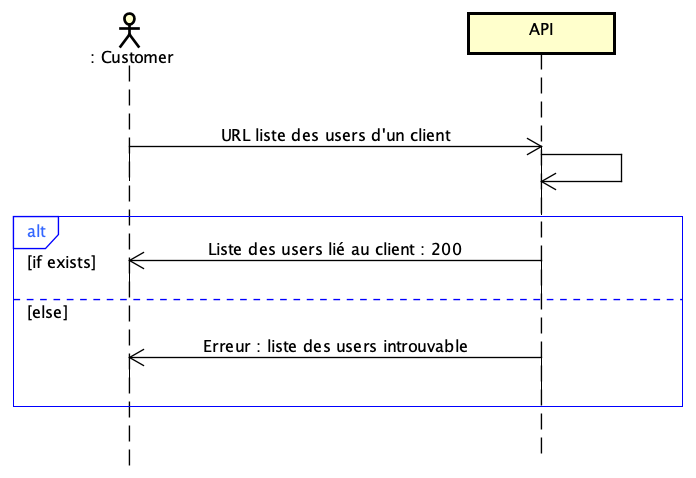 : Customer
API
URL liste des users d'un client
alt
Liste des users lié au client : 200
[if exists]
[else]
Erreur : liste des users introuvable